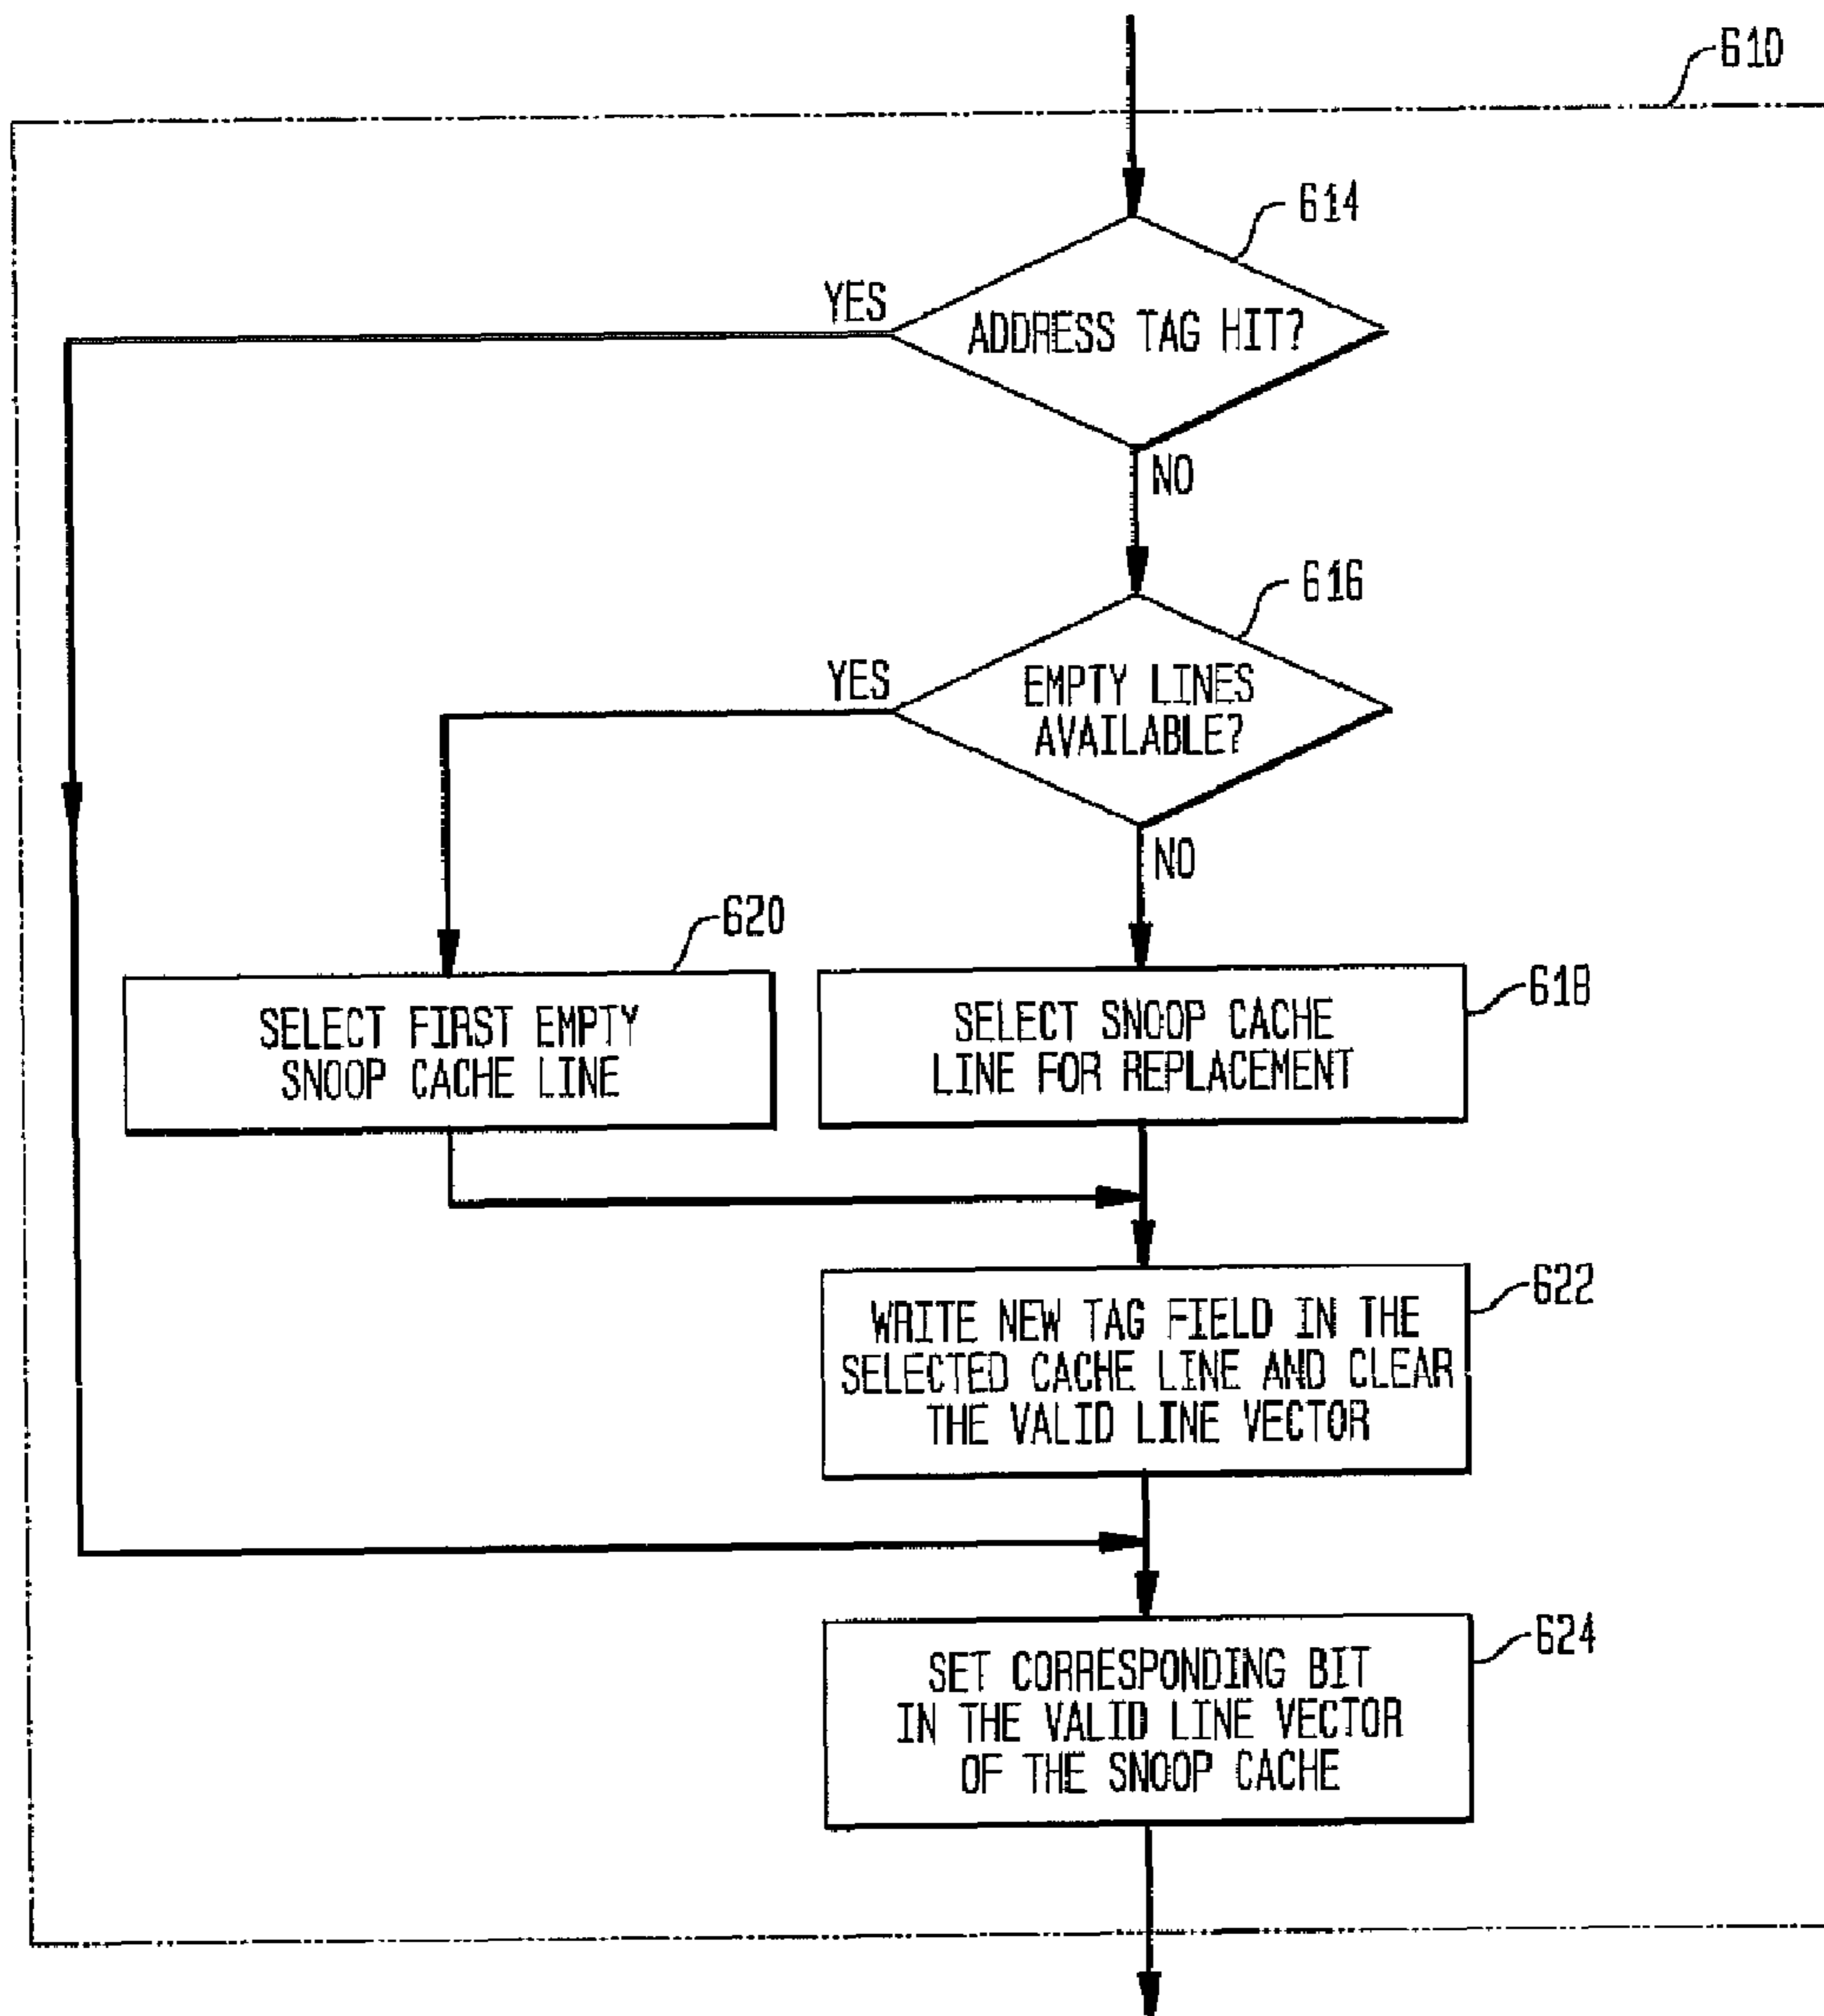 610
614
YES
ADDRESS TAG HIT?
NO
616
YES
EMPTY LINES
AVAILABLE?
NO
620
618
SELECT FIRST EMPTY
SNOOP CACHE LINE
SELECT SNOOP CACHE
LINE FOR REPLACEMENT
622
WRITE NEW TAG FIELD IN THE
SELECTED CACHE LINE AND CLEAR
THE VALID LINE VECTOR
624
SET CORRESPONDING BIT
IN THE VALID LINE VECTOR
OF THE SNOOP CACHE